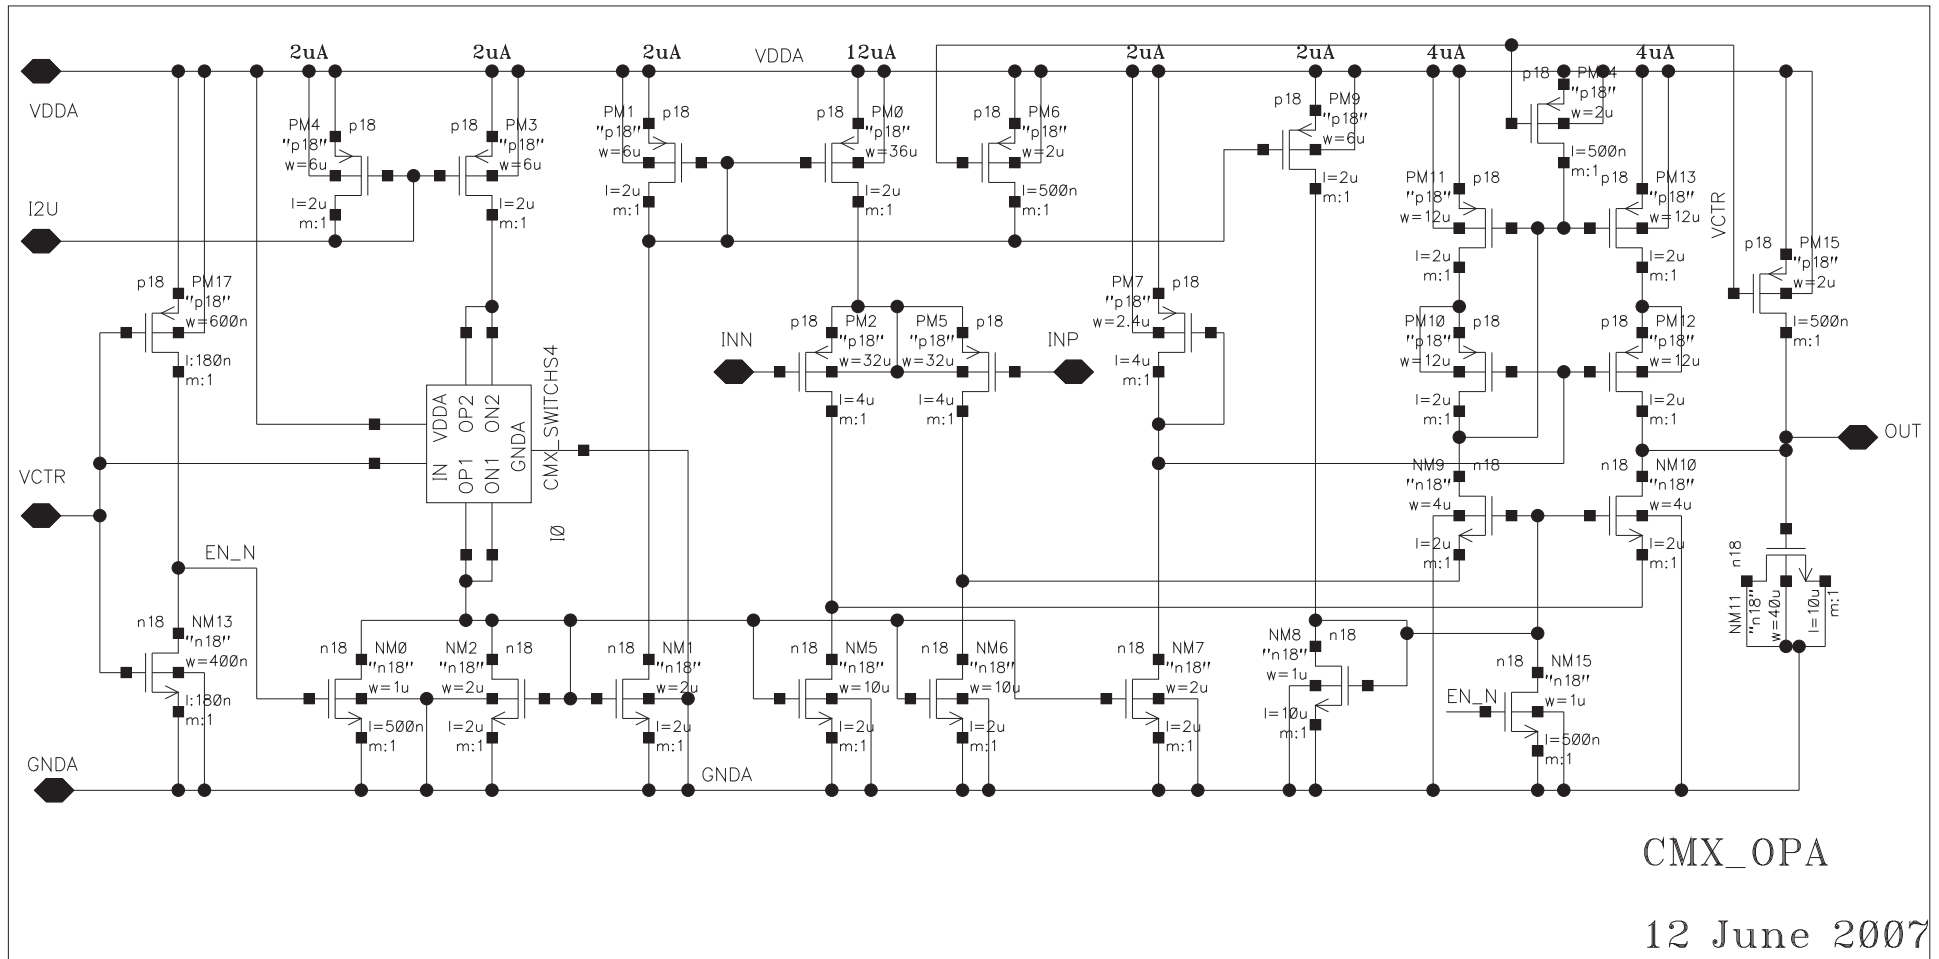 2uA
2uA
2uA
VDDA
12uA
2uA
2uA
4uA
4uA
VDDA
PM4
p18
"p18"
w=6u
l=2u
m:1
p18
PM3
"p18"
w=6u
l=2u
m:1
PM1
p18
"p18"
w=6u
l=2u
m:1
p18
PM0
"p18"
w=36u
l=2u
m:1
p18
PM6
"p18"
w=2u
l=500n
m:1
p18
PM9
"p18"
w=6u
l=2u
m:1
p18
"p18"
w=2u
l=500n
m:1
PM11
p18
"p18"
w=12u
l=2u
m:1
p18
PM13
"p18"
w=12u
l=2u
m:1
VCTR
p18
PM15
"p18"
w=2u
l=500n
m:1
I2U
p18
PM17
"p18"
w=600n
l:180n
m:1
INN
p18
PM2
"p18"
w=32u
l=4u
m:1
PM5
p18
"p18"
w=32u
l=4u
m:1
INP
PM7
p18
"p18"
w=2.4u
l=4u
m:1
PM10
p18
"p18"
w=12u
l=2u
m:1
p18
PM12
"p18"
w=12u
l=2u
m:1
OUT
VDDA
OP2
ON2
GNDA
IN
OP1
ON1
CMX_SWITCHS4
I0
VCTR
EN_N
NM9
n18
"n18"
w=4u
l=2u
m:1
n18
NM10
"n18"
w=4u
l=2u
m:1
n18
NM11
"n18"
w=40u
l=10u
m:1
n18
NM13
"n18"
w=400n
l:180n
m:1
n18
NM0
"n18"
w=1u
l=500n
m:1
NM2
n18
"n18"
w=2u
l=2u
m:1
n18
NM1
"n18"
w=2u
l=2u
m:1
n18
NM5
"n18"
w=10u
l=2u
m:1
n18
NM6
"n18"
w=10u
l=2u
m:1
n18
NM7
"n18"
w=2u
l=2u
m:1
NM8
n18
"n18"
w=1u
l=10u
m:1
EN_N
n18
NM15
"n18"
w=1u
l=500n
m:1
GNDA
GNDA
CMX_OPA
12 June 2007